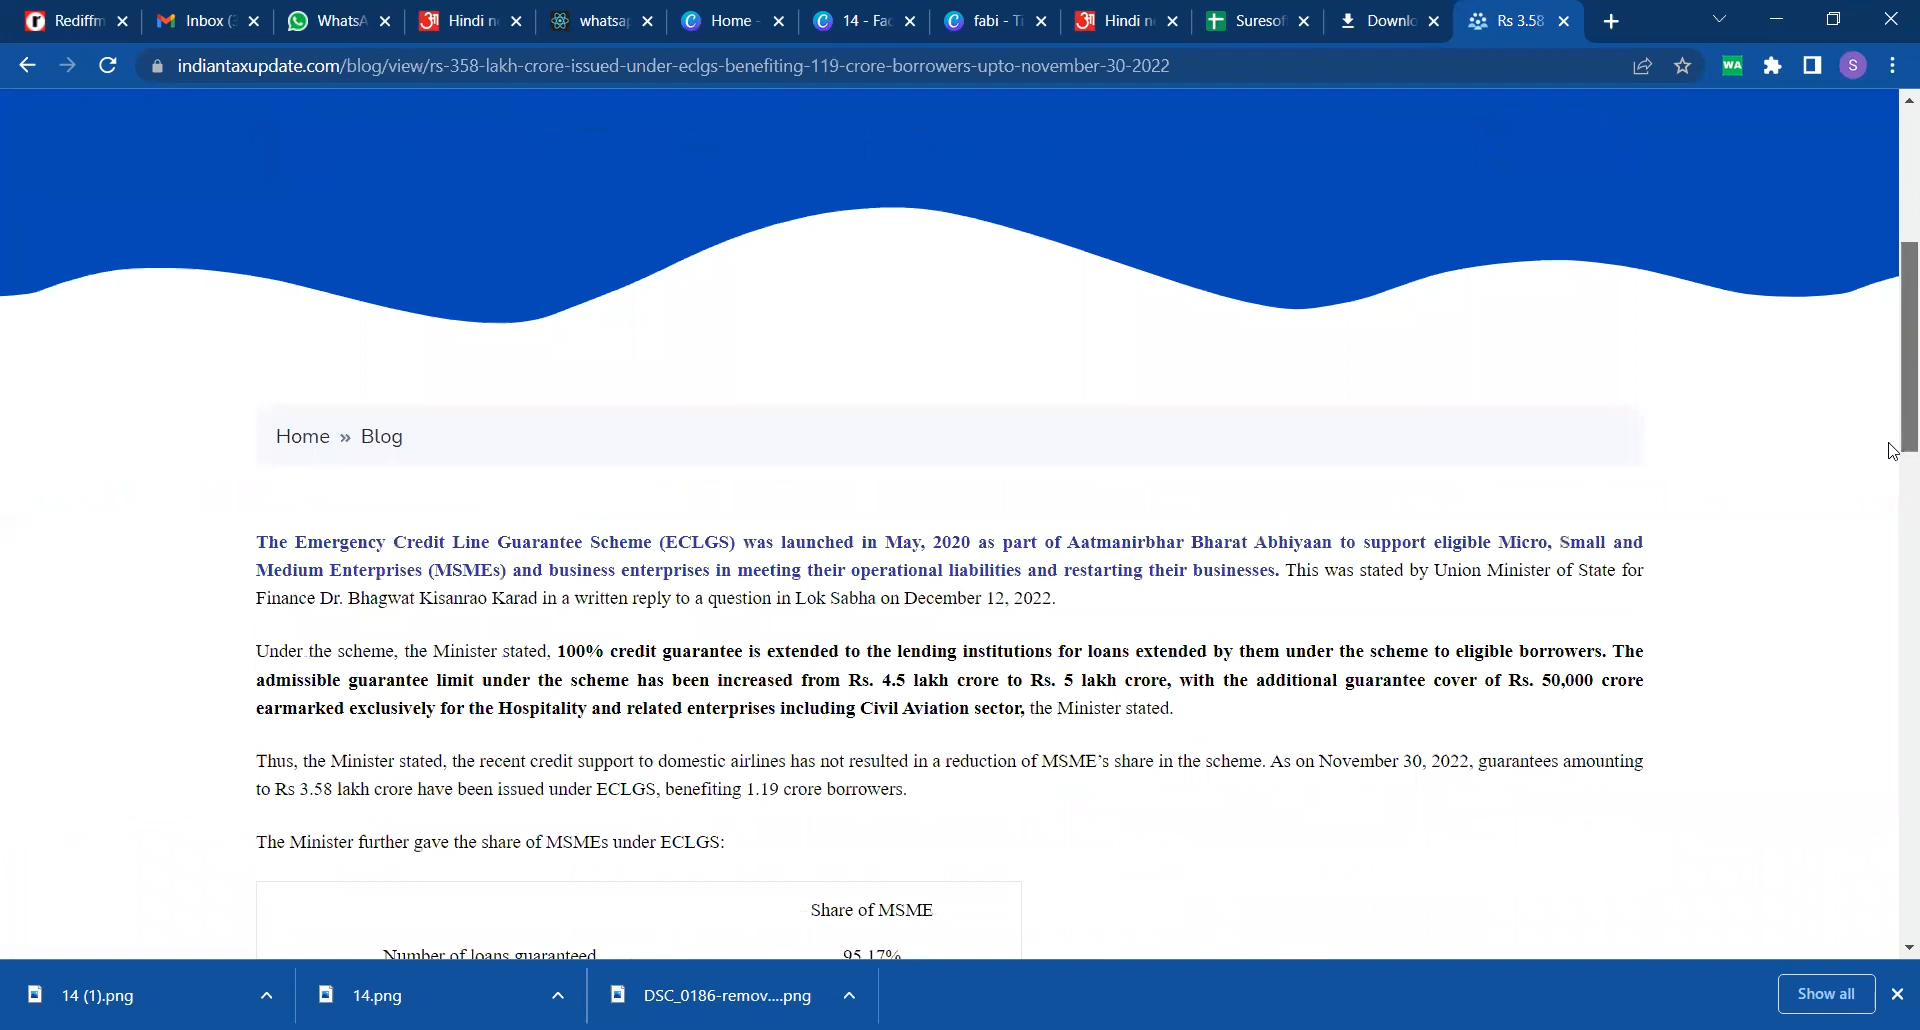 Rediffm Inbox (3 WhatsA Hindi n whatsap Home - 14 - Fac fabi - Ti Hindi n Suresof Downlo Rs 3.58
indiantaxupdate.com/blog/view/rs-358-lakh-crore-issued-under-eclgs-benefiting-119-crore-borrowers-upto-november-30-2022 WA S
Home » Blog
The Emergency Credit Line Guarantee Scheme (ECLGS) was launched in May, 2020 as part of Aatmanirbhar Bharat Abhiyaan to support eligible Micro, Small and
Medium Enterprises (MSMEs) and business enterprises in meeting their operational liabilities and restarting their businesses. This was stated by Union Minister of State for
Finance Dr. Bhagwat Kisanrao Karad in a written reply to a question in Lok Sabha on December 12, 2022.
Under the scheme, the Minister stated, 100% credit guarantee is extended to the lending institutions for loans extended by them under the scheme to eligible borrowers. The
admissible guarantee limit under the scheme has been increased from Rs. 4.5 lakh crore to Rs. 5 lakh crore, with the additional guarantee cover of Rs. 50,000 crore
earmarked exclusively for the Hospitality and related enterprises including Civil Aviation sector, the Minister stated.
Thus, the Minister stated, the recent credit support to domestic airlines has not resulted in a reduction of MSME's share in the scheme. As on November 30, 2022, guarantees amounting
to Rs 3.58 lakh crore have been issued under ECLGS, benefiting 1.19 crore borrowers.
The Minister further gave the share of MSMEs under ECLGS:
Share of MSME
Number of loans guaranteed 95.17%
14 (1).png 14.png DSC_0186-remov....png Show all